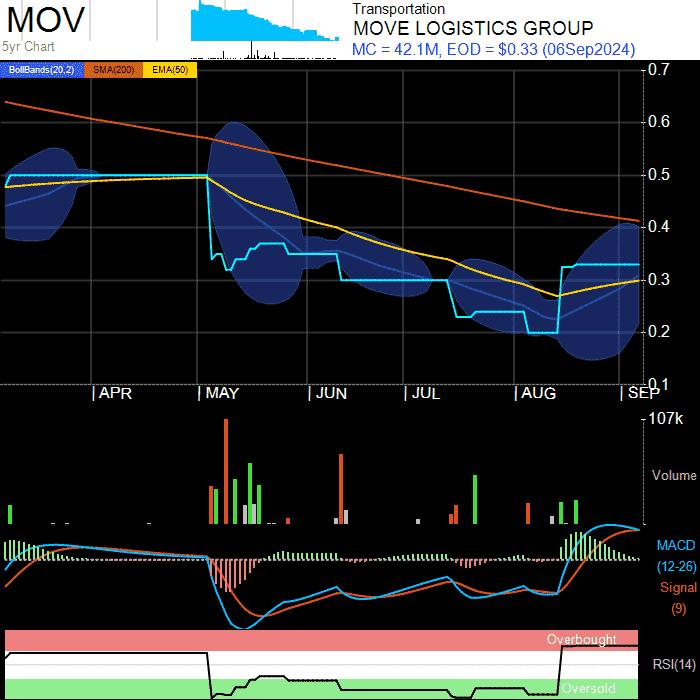 MOV
5yr Chart
Transportation
MOVE LOGISTICS GROUP
MC = 42.1M, EOD = $0.33 (06Sep2024)
BollBands(20,2) SMA(200) EMA(50)
0.7
0.6
0.5
0.4
0.3
0.2
0.1
| APR | MAY | JUN | JUL | AUG | SEP
107k
Volume
MACD
(12-26)
Signal
(9)
Overbought
RSI(14)
Oversold